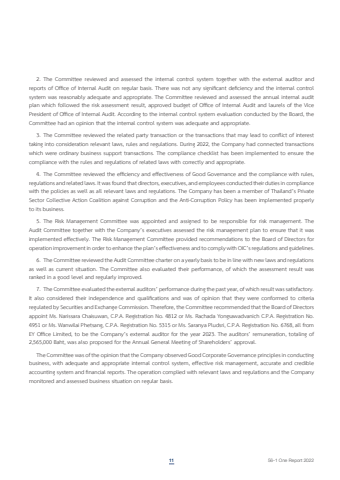 2. The Committee reviewed and assessed the internal control system together with the external auditor and
reports of Office of Internal Audit on regular basis. There was not any significant deficiency and the internal control
system was reasonably adequate and appropriate. The Committee reviewed and assessed the annual internal audit
plan which followed the risk assessment result, approved budget of Office of Internal Audit and laurels of the Vice
President of Office of Internal Audit. According to the internal control system evaluation conducted by the Board, the
Committee had an opinion that the internal control system was adequate and appropriate.
3. The Committee reviewed the related party transaction or the transactions that may lead to conflict of interest
taking into consideration relevant laws, rules and regulations. During 2022, the Company had connected transactions
which were ordinary business support transactions. The compliance checklist has been implemented to ensure the
compliance with the rules and regulations of related laws with correctly and appropriate.
4. The Committee reviewed the efficiency and effectiveness of Good Governance and the compliance with rules,
regulations and related laws. It was found that directors, executives, and employees conducted their duties in compliance
with the policies as well as all relevant laws and regulations. The Company has been a member of Thailand's Private
Sector Collective Action Coalition against Corruption and the Anti-Corruption Policy has been implemented properly
to its business.
5. The Risk Management Committee was appointed and assigned to be responsible for risk management. The
Audit Committee together with the Company's executives assessed the risk management plan to ensure that it was
implemented effectively. The Risk Management Committee provided recommendations to the Board of Directors for
operation improvement in order to enhance the plan's effectiveness and to comply with OIC's regulations and guidelines.
6. The Committee reviewed the Audit Committee charter on a yearly basis to be in line with new laws and regulations
as well as current situation. The Committee also evaluated their performance, of which the assessment result was
ranked in a good level and regularly improved.
7. The Committee evaluated the external auditors' performance during the past year, of which result was satisfactory.
It also considered their independence and qualifications and was of opinion that they were conformed to criteria
regulated by Securities and Exchange Commission. Therefore, the Committee recommended that the Board of Directors
appoint Ms. Narissara Chaisuwan, C.P.A. Registration No. 4812 or Ms. Rachada Yongsawadvanich C.P.A. Registration No.
4951 or Ms. Wanwilai Phetsang, C.P.A. Registration No. 5315 or Ms. Saranya Pludsri, C.P.A. Registration No. 6768, all from
EY Office Limited, to be the Company's external auditor for the year 2023. The auditors' remuneration, totaling of
2,565,000 Baht, was also proposed for the Annual General Meeting of Shareholders' approval.
The Committee was of the opinion that the Company observed Good Corporate Governance principles in conducting
business, with adequate and appropriate internal control system, effective risk management, accurate and credible
accounting system and financial reports. The operation complied with relevant laws and regulations and the Company
monitored and assessed business situation on regular basis.
11
56-1 One Report 2022